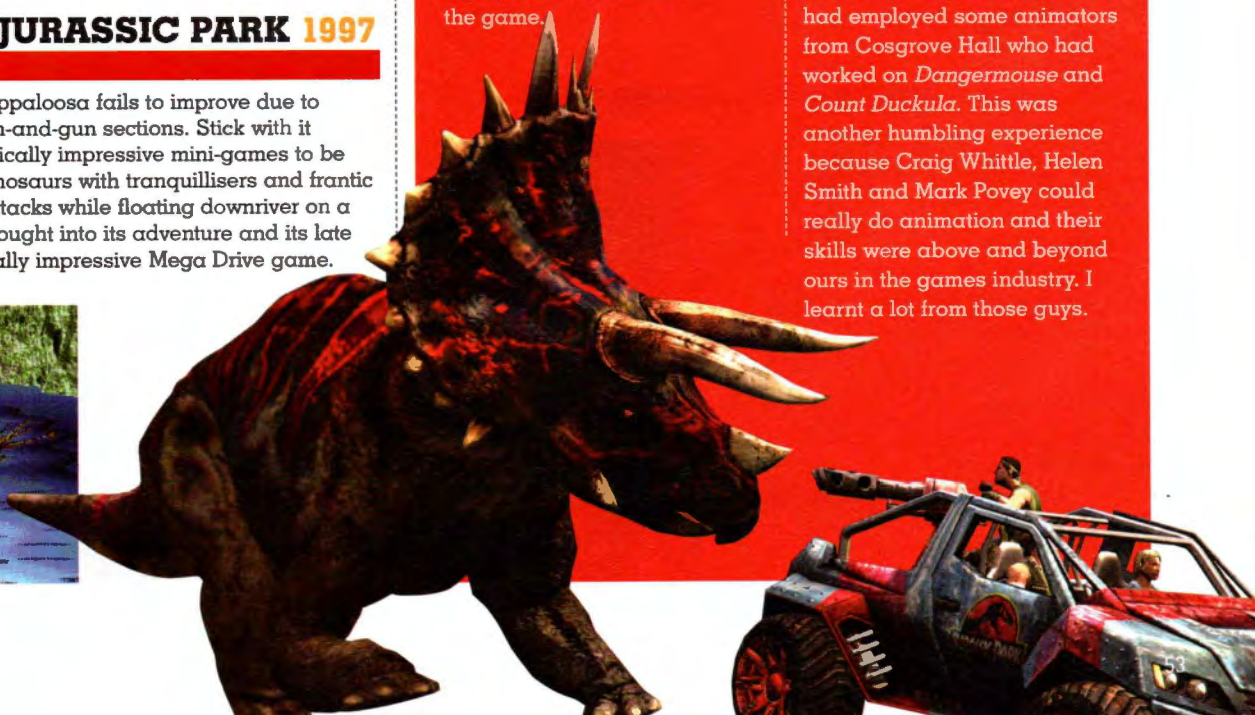 JURASSIC PARK 1997
ppaloosa fails to improve due to
n-and-gun sections. Stick with it
ically impressive mini-games to be
nosaurs with tranquillisers and frantic
tacks while floating downriver on a
ought into its adventure and its late
ally impressive Mega Drive game.
the game.
had employed some animators
from Cosgrove Hall who had
worked on Dangermouse and
Count Duckula. This was
another humbling experience
because Craig Whittle, Helen
Smith and Mark Povey could
really do animation and their
skills were above and beyond
ours in the games industry. I
learnt a lot from those guys.
53